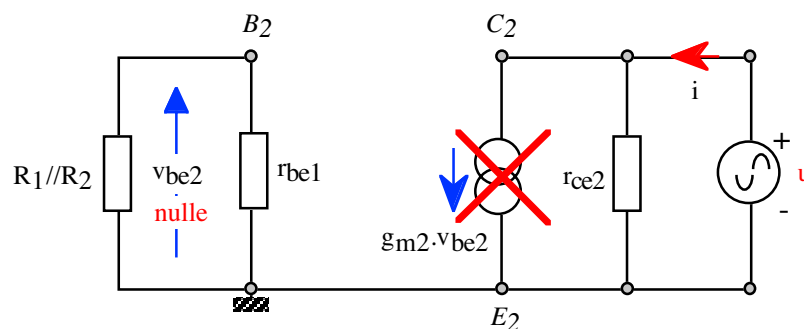 B2
C2
i
R1//R2
vbe2
nulle
rbe1
gm2.vbe2
rce2
+
u
-
E2